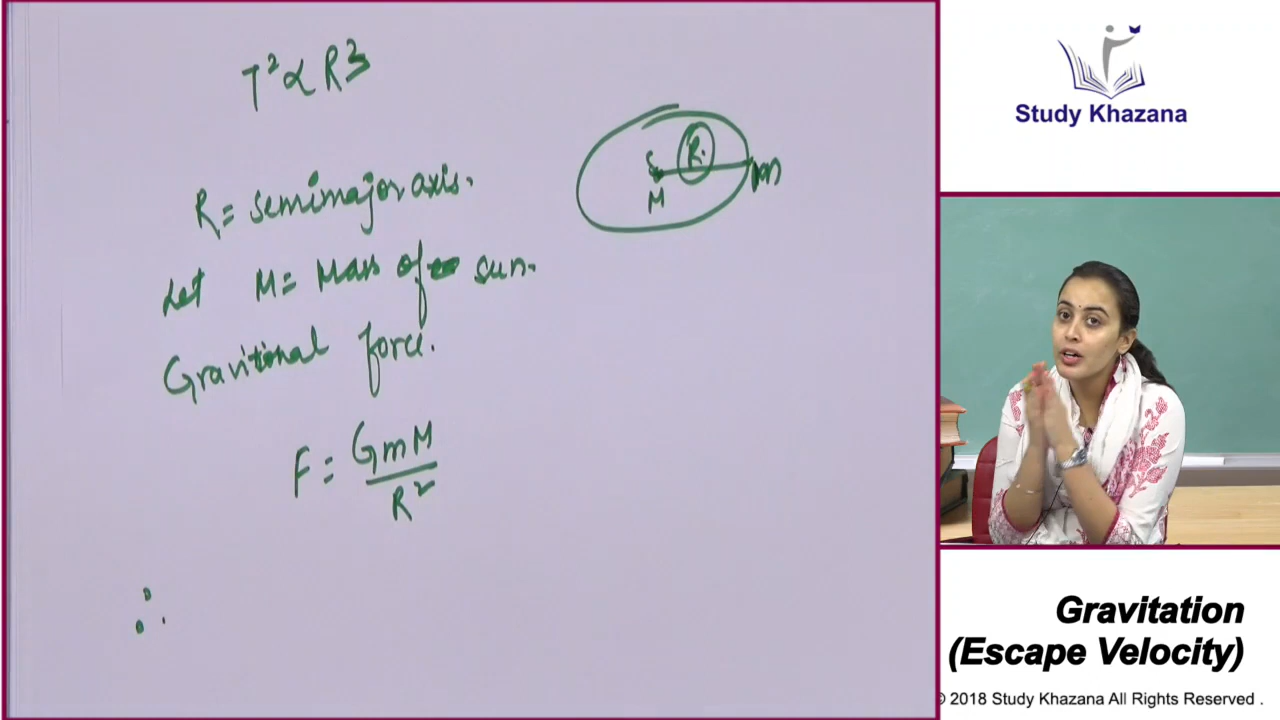 T² ∝ R³
R = semimajor axis.
Let M = Mass of sun.
Gravitional force.
F = GmM / R²
∴
S
R.
M
m
Study Khazana
Gravitation
(Escape Velocity)
© 2018 Study Khazana All Rights Reserved .